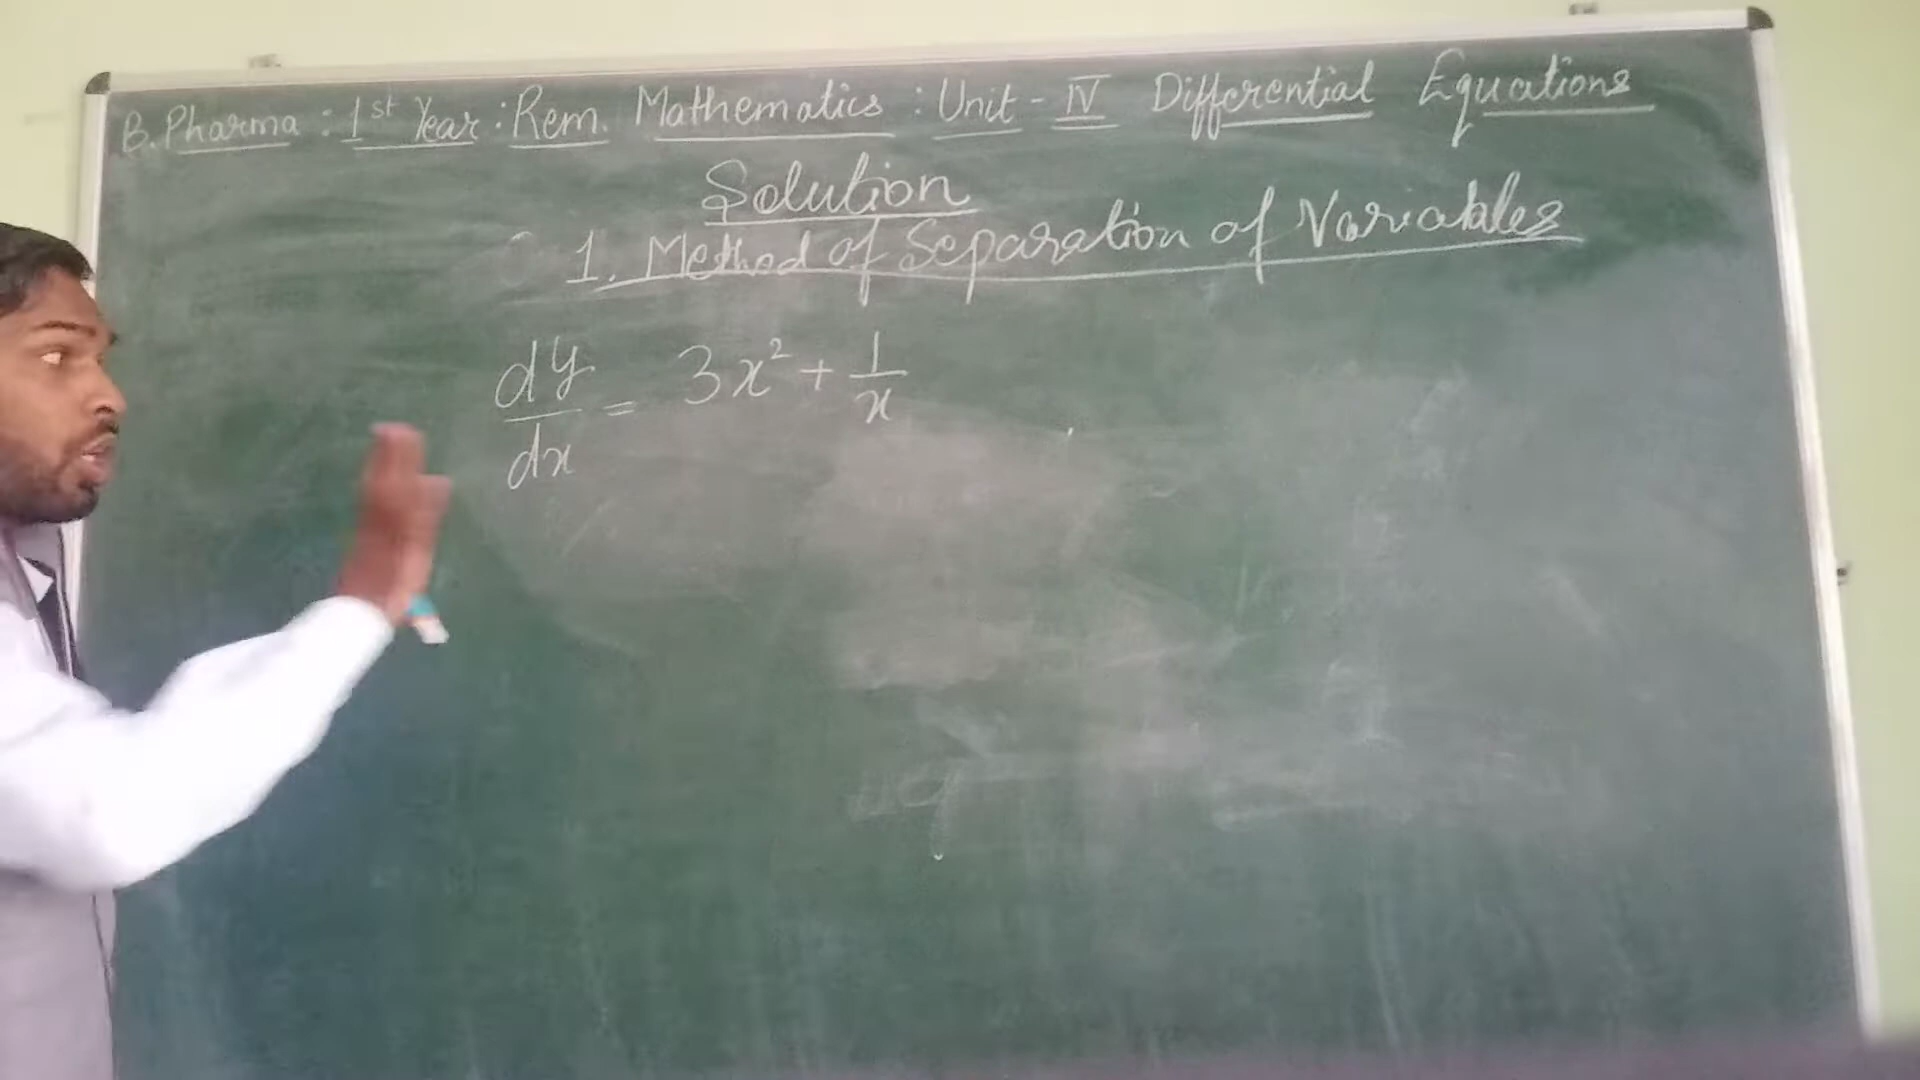 B. Pharma : 1st Year : Rem. Mathematics : Unit - IV Differential Equations
Solution
1. Method of Separation of Variables
dy/dx = 3x² + 1/x